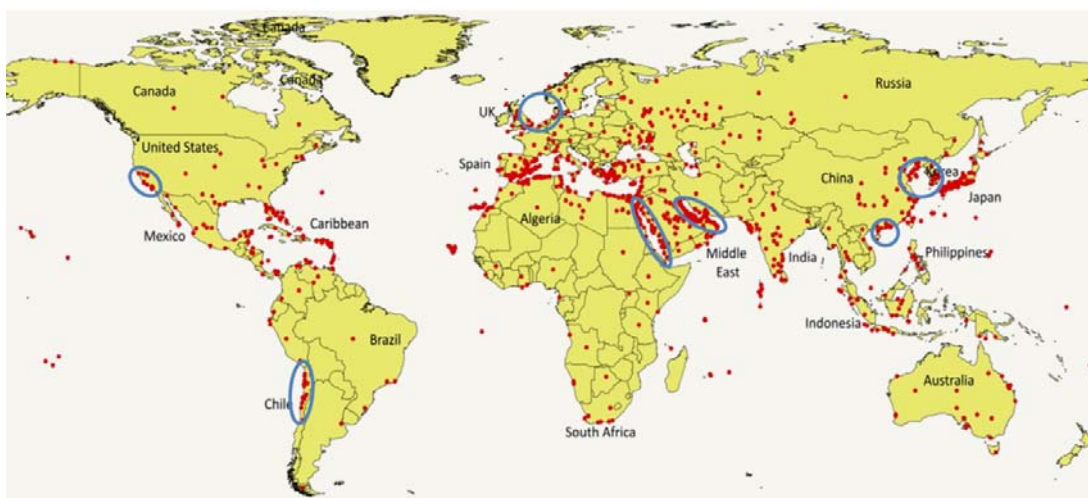 Canada
Canada
Canada
Russia
UK
United States
Spain
China
Korea
Japan
Algeria
Caribbean
Mexico
Middle
East
India
Philippines
Indonesia
Brazil
Australia
Chile
South Africa